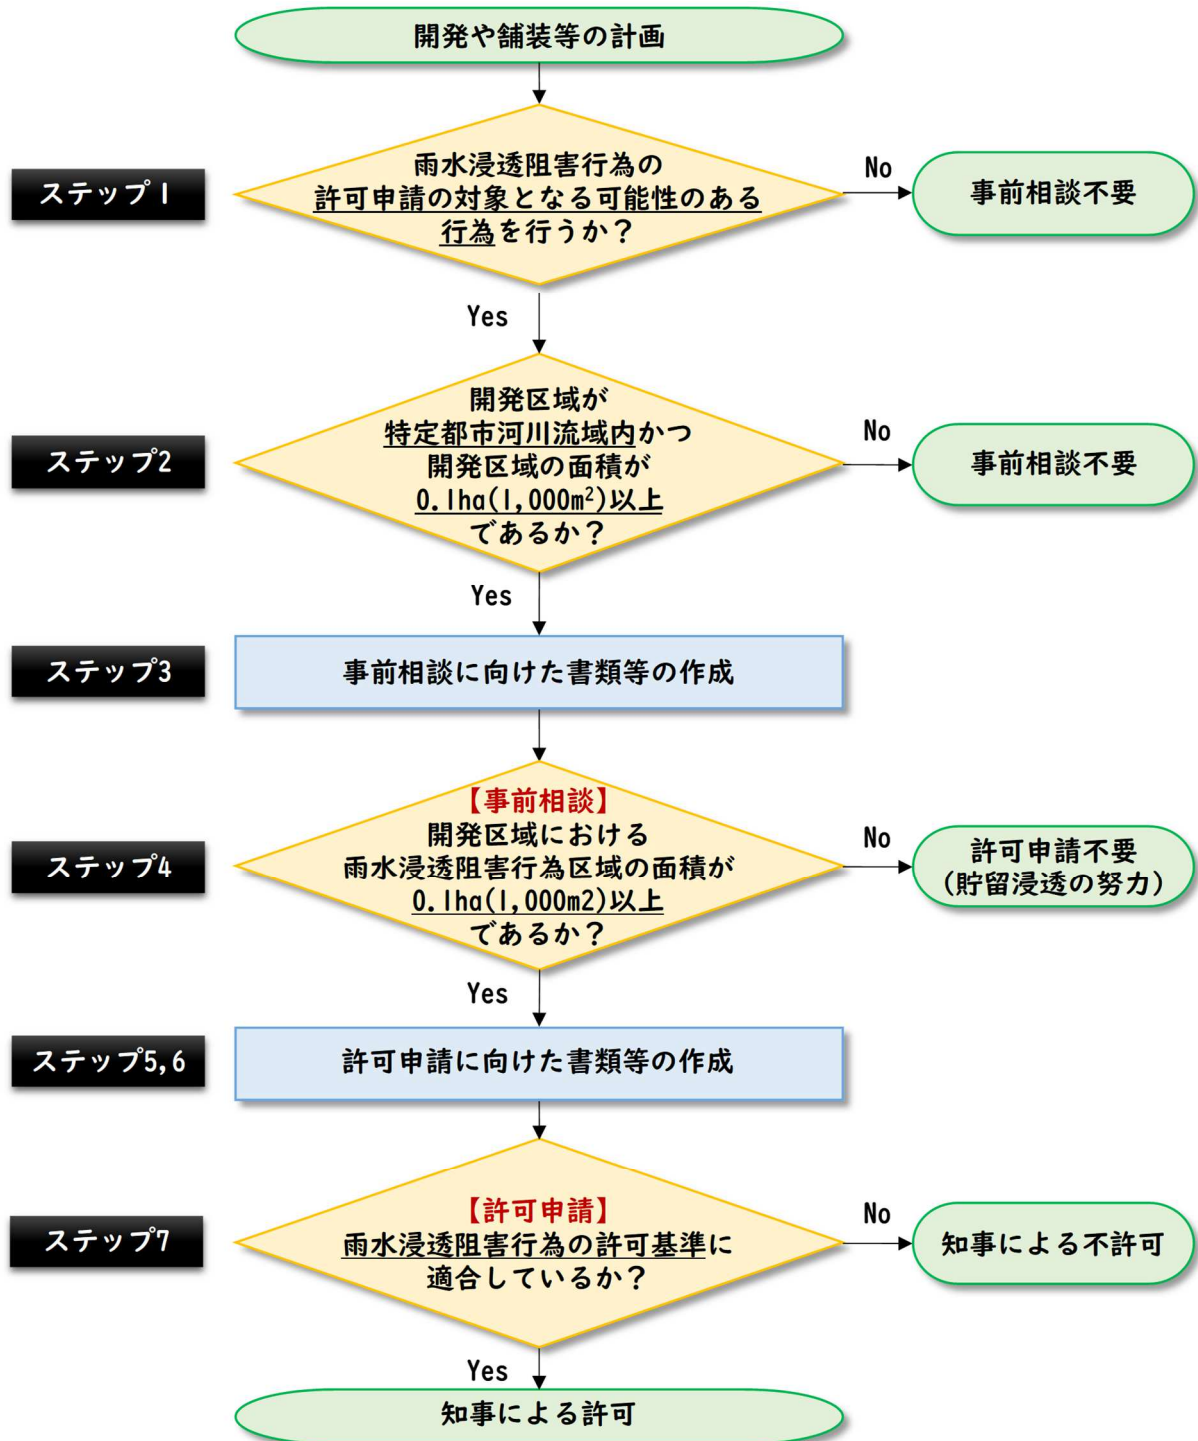 開発や舗装等の計画
ステップ1
雨水浸透阻害行為の
許可申請の対象となる可能性のある
行為を行うか?
No
事前相談不要
Yes
ステップ2
開発区域が
特定都市河川流域内かつ
開発区域の面積が
0.1ha(1,000m²)以上
であるか?
No
事前相談不要
Yes
ステップ3
事前相談に向けた書類等の作成
ステップ4
【事前相談】
開発区域における
雨水浸透阻害行為区域の面積が
0.1ha(1,000m2)以上
であるか?
No
許可申請不要
(貯留浸透の努力)
Yes
ステップ5,6
許可申請に向けた書類等の作成
ステップ7
【許可申請】
雨水浸透阻害行為の許可基準に
適合しているか?
No
知事による不許可
Yes
知事による許可